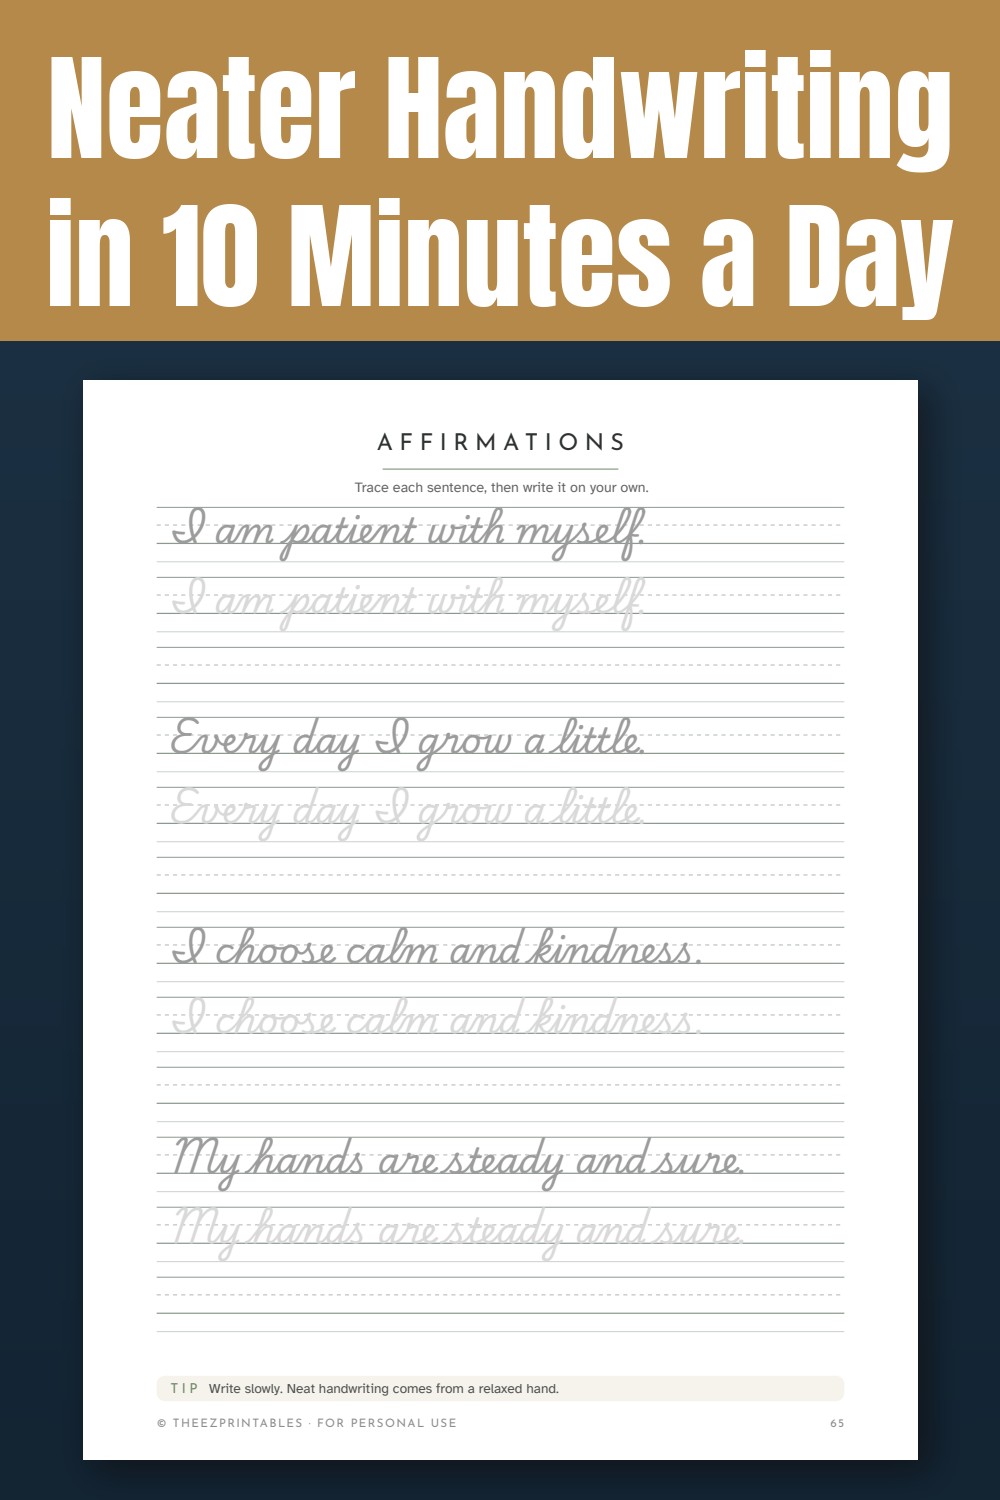 Neater Handwriting
in 10 Minutes a Day
AFFIRMATIONS
Trace each sentence, then write it on your own.
I am patient with myself.
I am patient with myself.
Every day I grow a little.
Every day I grow a little.
I choose calm and kindness.
I choose calm and kindness.
My hands are steady and sure.
My hands are steady and sure.
TIP Write slowly. Neat handwriting comes from a relaxed hand.
© THEEZPRINTABLES · FOR PERSONAL USE 65